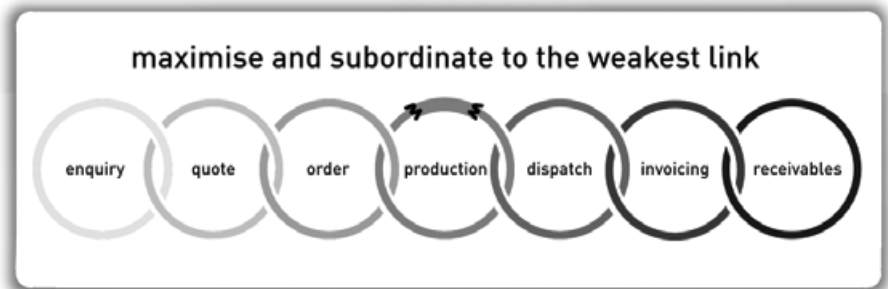 maximise and subordinate to the weakest link
enquiry quote order production dispatch invoicing receivables